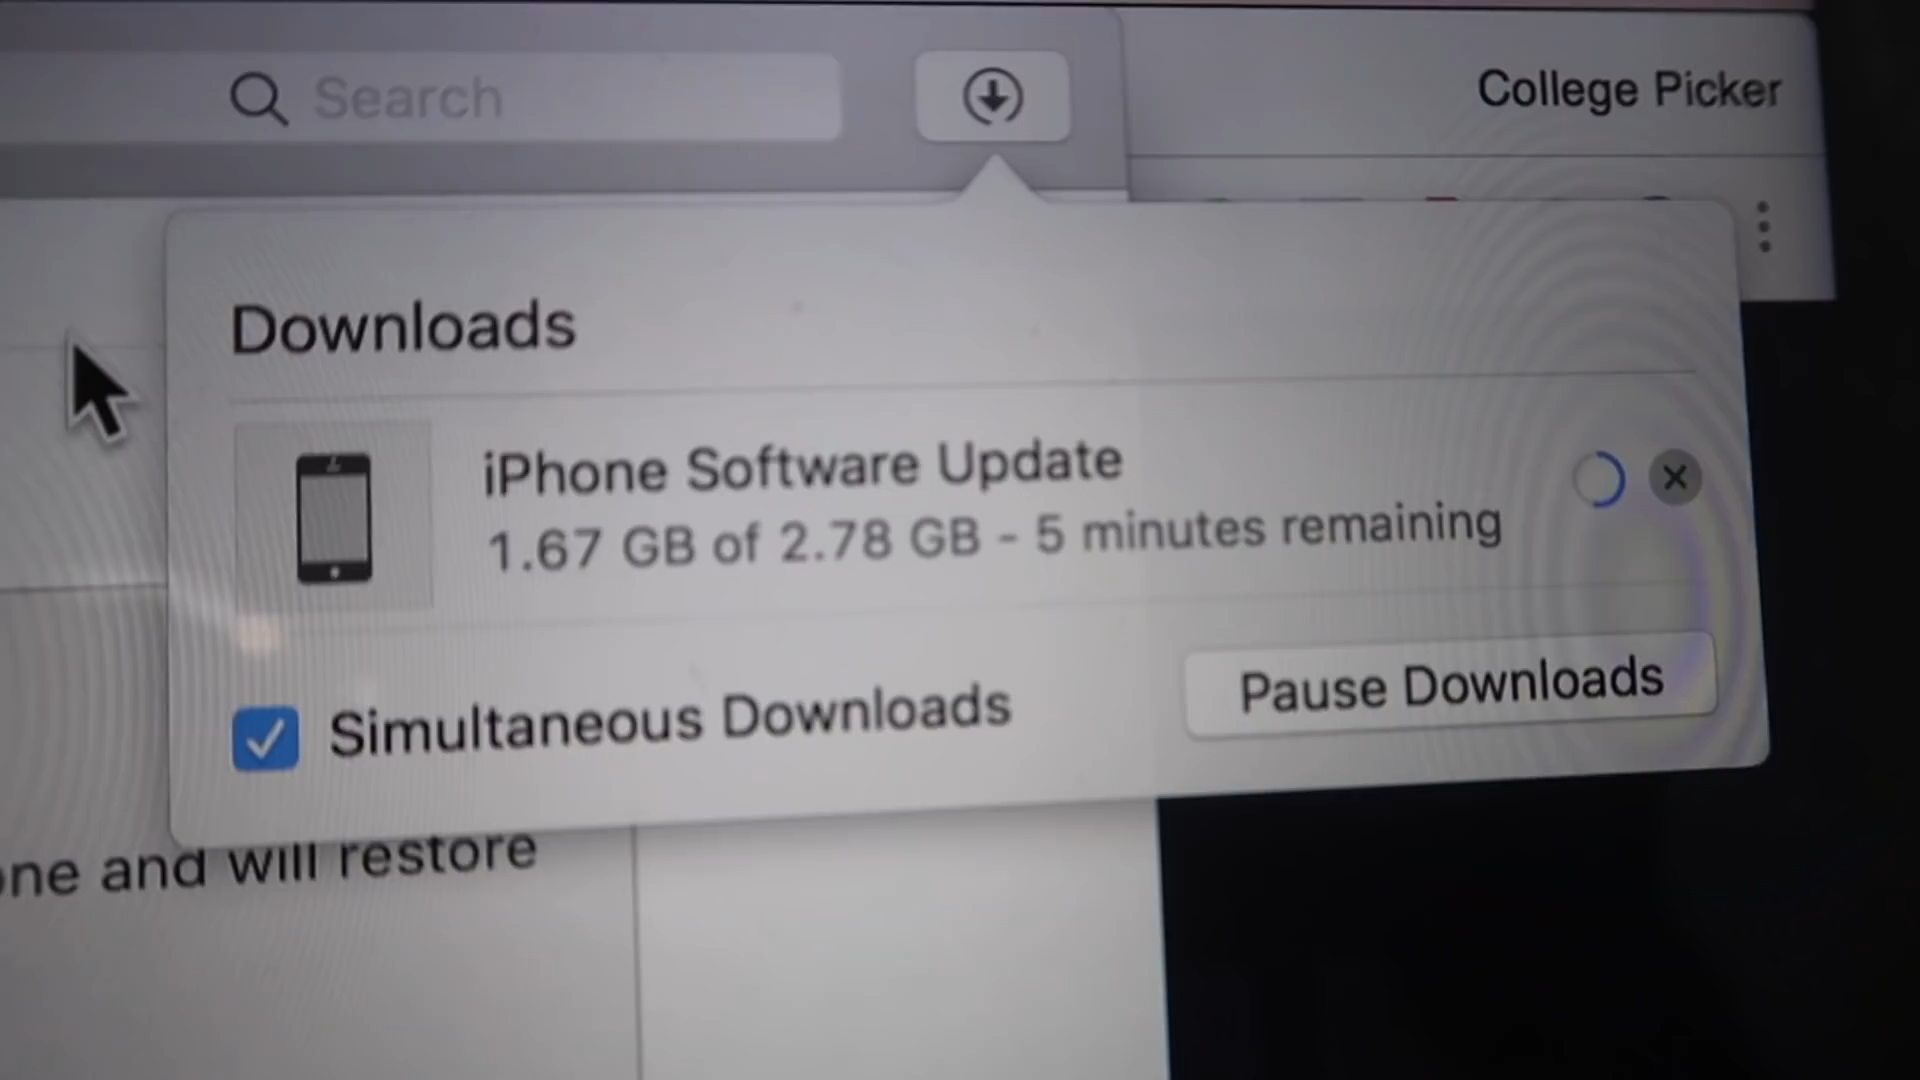 Search
College Picker
Downloads
iPhone Software Update
1.67 GB of 2.78 GB - 5 minutes remaining
Simultaneous Downloads
Pause Downloads
and will restore